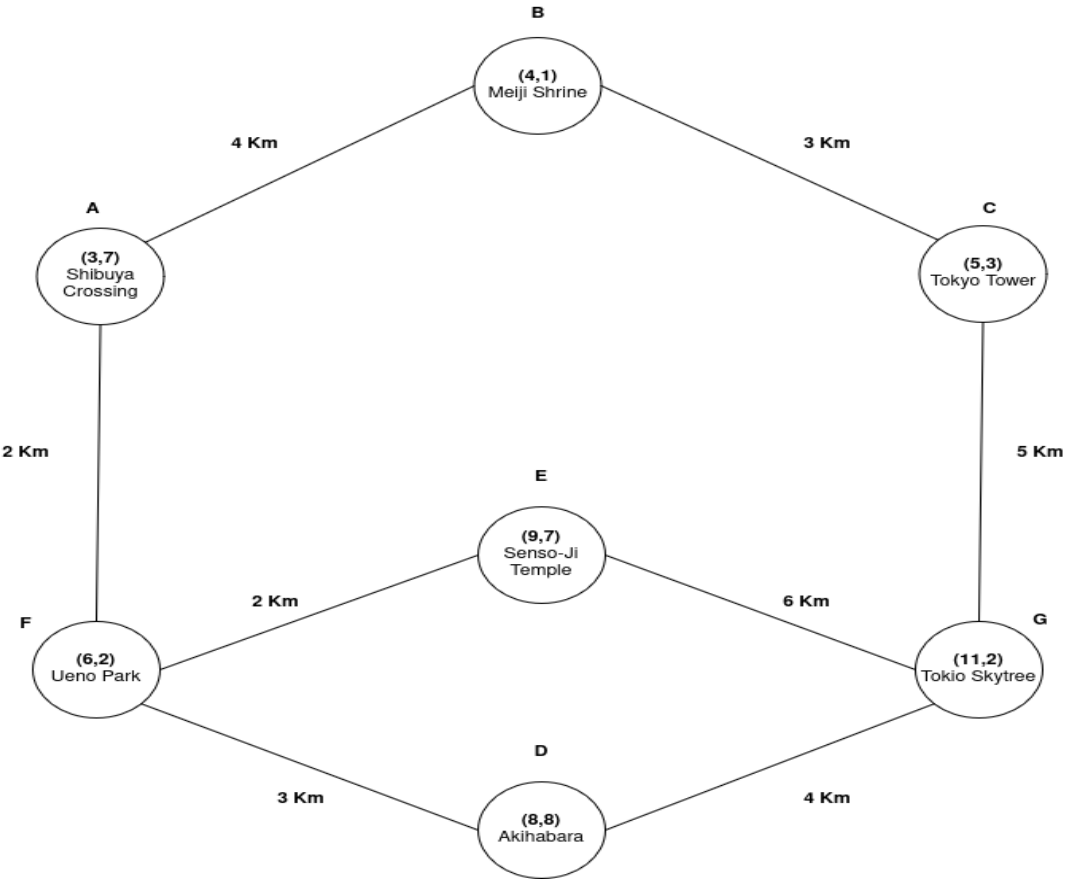 B
(4,1)
Meiji Shrine
4 Km
3 Km
A
C
(3,7)
Shibuya
Crossing
(5,3)
Tokyo Tower
2 Km
5 Km
E
(9,7)
Senso-Ji
Temple
2 Km
6 Km
F
G
(6,2)
Ueno Park
(11,2)
Tokio Skytree
D
3 Km
4 Km
(8,8)
Akihabara